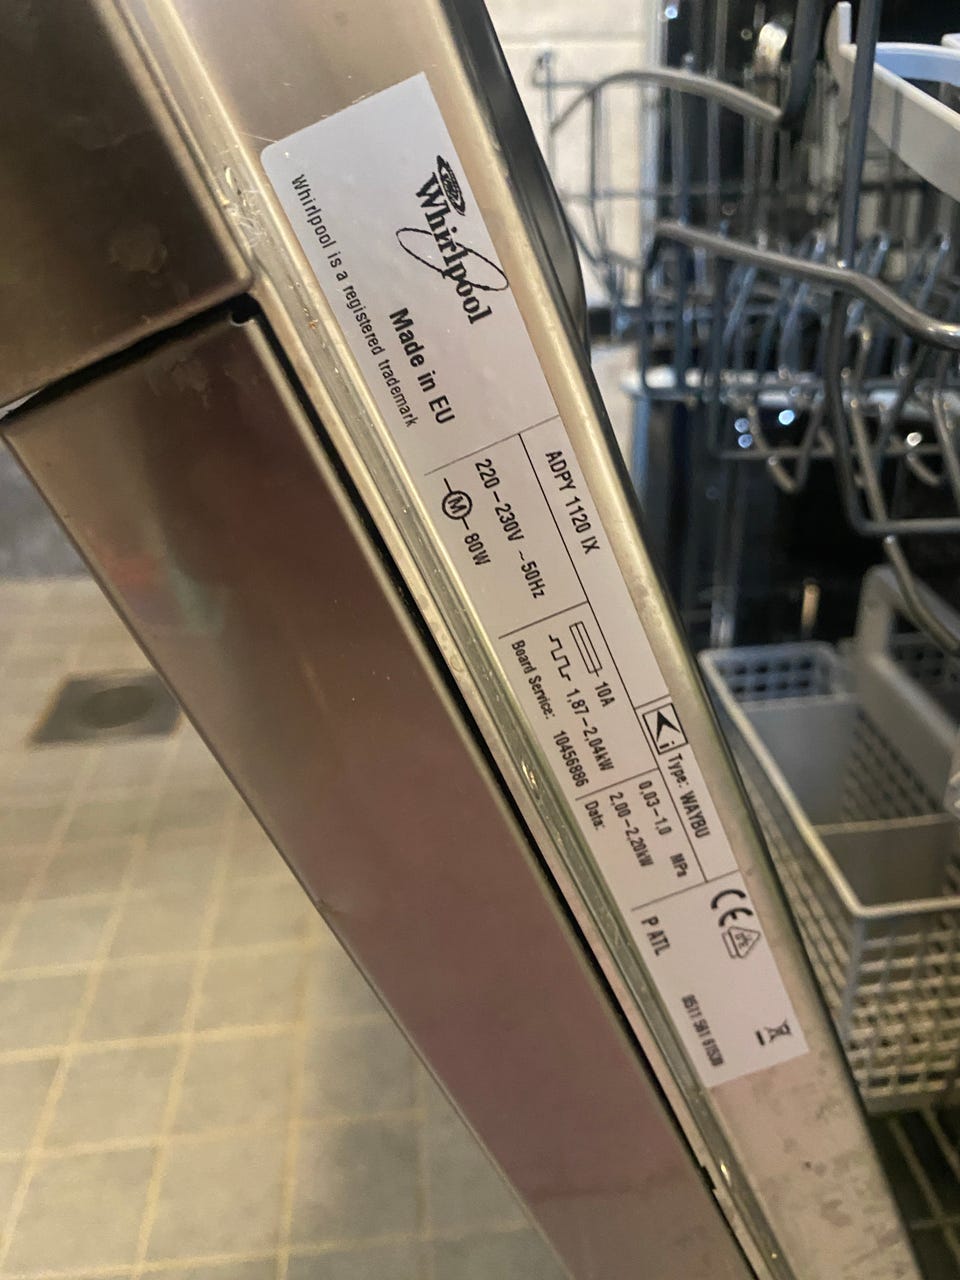 Whirlpool
Made in EU
Whirlpool is a registered trademark
ADPY 1120 IX
i Type: WAYBU
CE
220-230V ~50Hz
M 80W
10A
1,87-2,04kW
0,03-1,0 MPa
2,00-2,20kW
Board Service: 10456886
Data:
P ATL